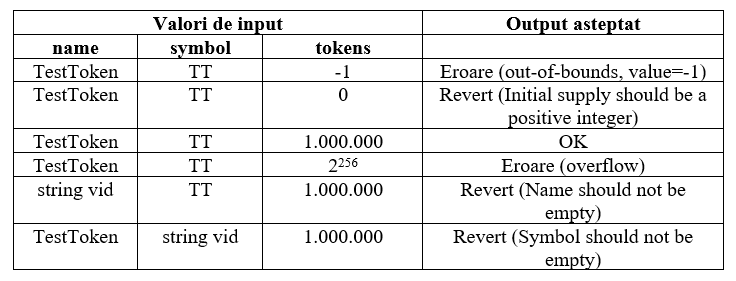 Valori de input Output asteptat
name symbol tokens
TestToken TT -1 Eroare (out-of-bounds, value=-1)
TestToken TT 0 Revert (Initial supply should be a
positive integer)
TestToken TT 1.000.000 OK
TestToken TT 2²⁵⁶ Eroare (overflow)
string vid TT 1.000.000 Revert (Name should not be
empty)
TestToken string vid 1.000.000 Revert (Symbol should not be
empty)